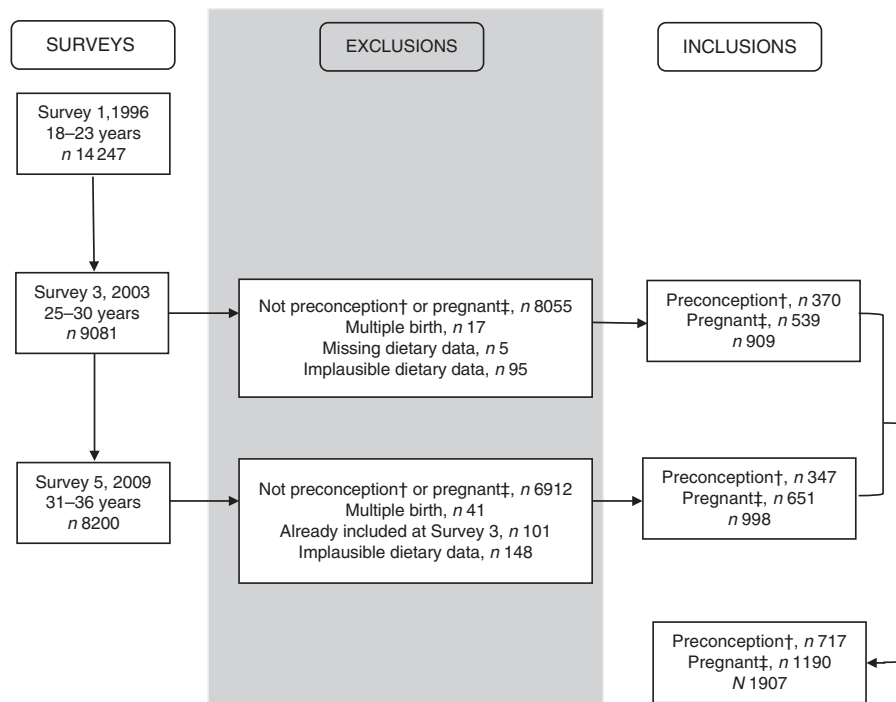 SURVEYS
EXCLUSIONS
INCLUSIONS
Survey 1,1996
18–23 years
n 14 247
Survey 3, 2003
25–30 years
n 9081
Not preconception† or pregnant‡, n 8055
Multiple birth, n 17
Missing dietary data, n 5
Implausible dietary data, n 95
Preconception†, n 370
Pregnant‡, n 539
n 909
Survey 5, 2009
31–36 years
n 8200
Not preconception† or pregnant‡, n 6912
Multiple birth, n 41
Already included at Survey 3, n 101
Implausible dietary data, n 148
Preconception†, n 347
Pregnant‡, n 651
n 998
Preconception†, n 717
Pregnant‡, n 1190
N 1907